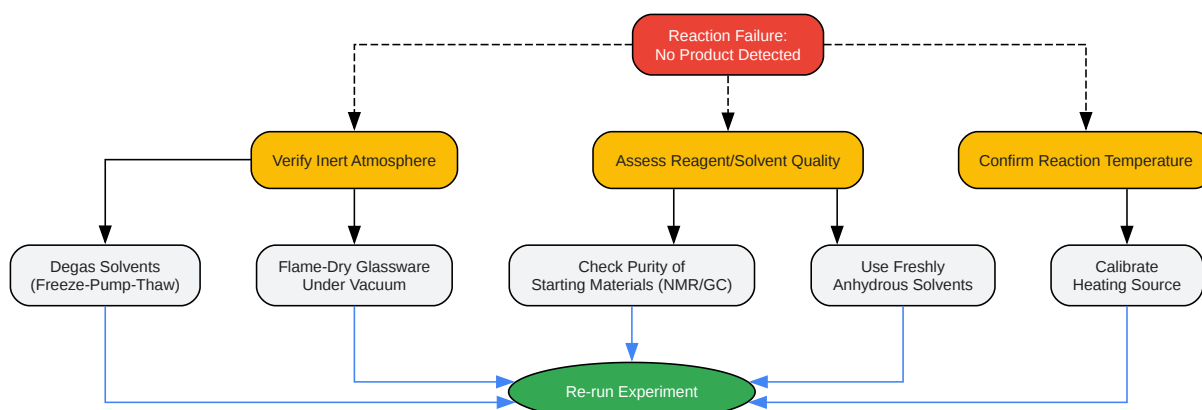 Reaction Failure:
No Product Detected
Verify Inert Atmosphere
Assess Reagent/Solvent Quality
Confirm Reaction Temperature
Degas Solvents
(Freeze-Pump-Thaw)
Flame-Dry Glassware
Under Vacuum
Check Purity of
Starting Materials (NMR/GC)
Use Freshly
Anhydrous Solvents
Calibrate
Heating Source
Re-run Experiment